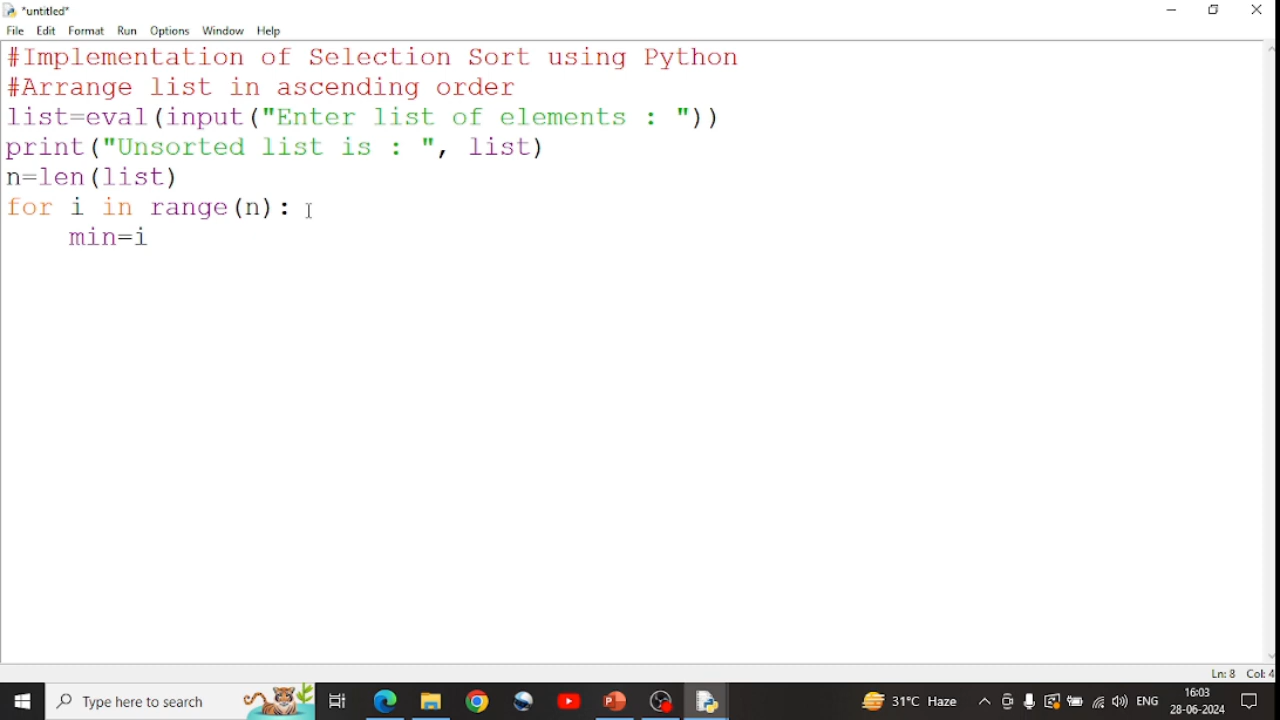 *untitled*
File Edit Format Run Options Window Help
#Implementation of Selection Sort using Python
#Arrange list in ascending order
list=eval(input("Enter list of elements : "))
print("Unsorted list is : ", list)
n=len(list)
for i in range(n):
    min=i
Ln: 8 Col: 4
Type here to search
31°C Haze
ENG
16:03
28-06-2024